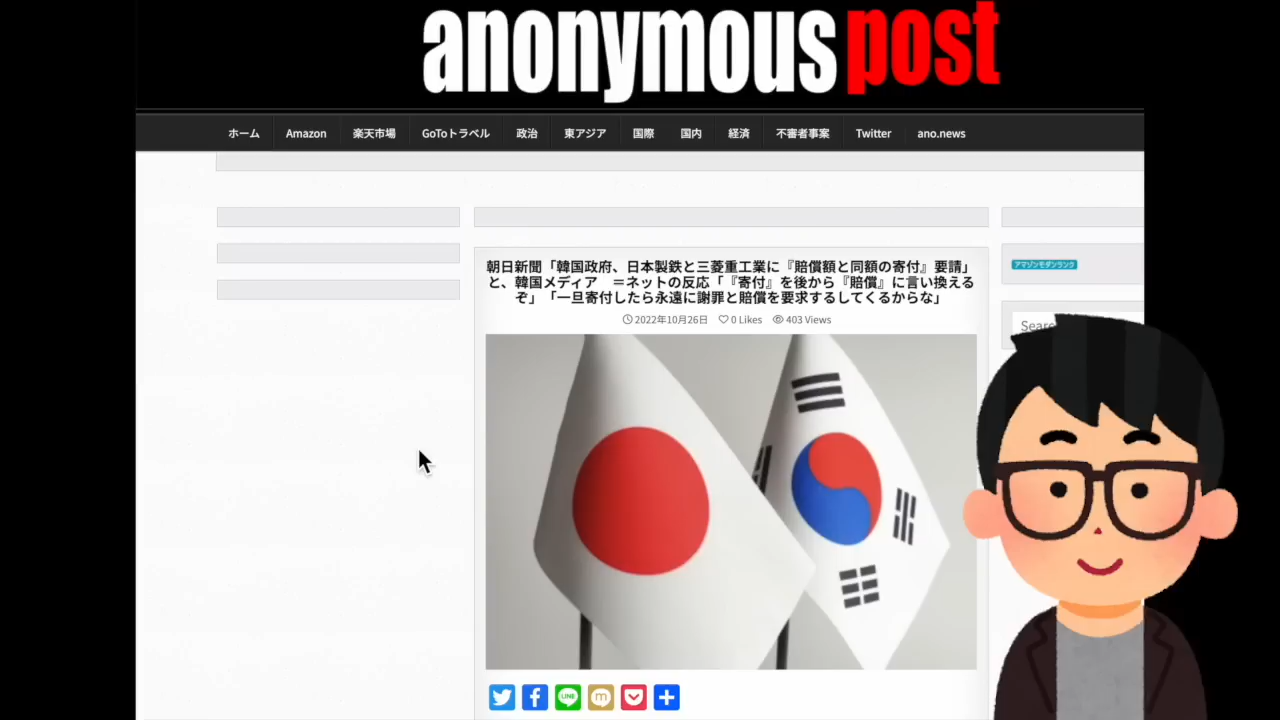 anonymous post
ホーム Amazon 楽天市場 GoToトラベル 政治 東アジア 国際 国内 経済 不審者事案 Twitter ano.news
アマゾンモダンランク
朝日新聞「韓国政府、日本製鉄と三菱重工業に『賠償額と同額の寄付』要請」
と、韓国メディア ＝ネットの反応「『寄付』を後から『賠償』に言い換える
ぞ」「一旦寄付したら永遠に謝罪と賠償を要求するしてくるからな」
2022年10月26日 0 Likes 403 Views
Sear
LINE
m